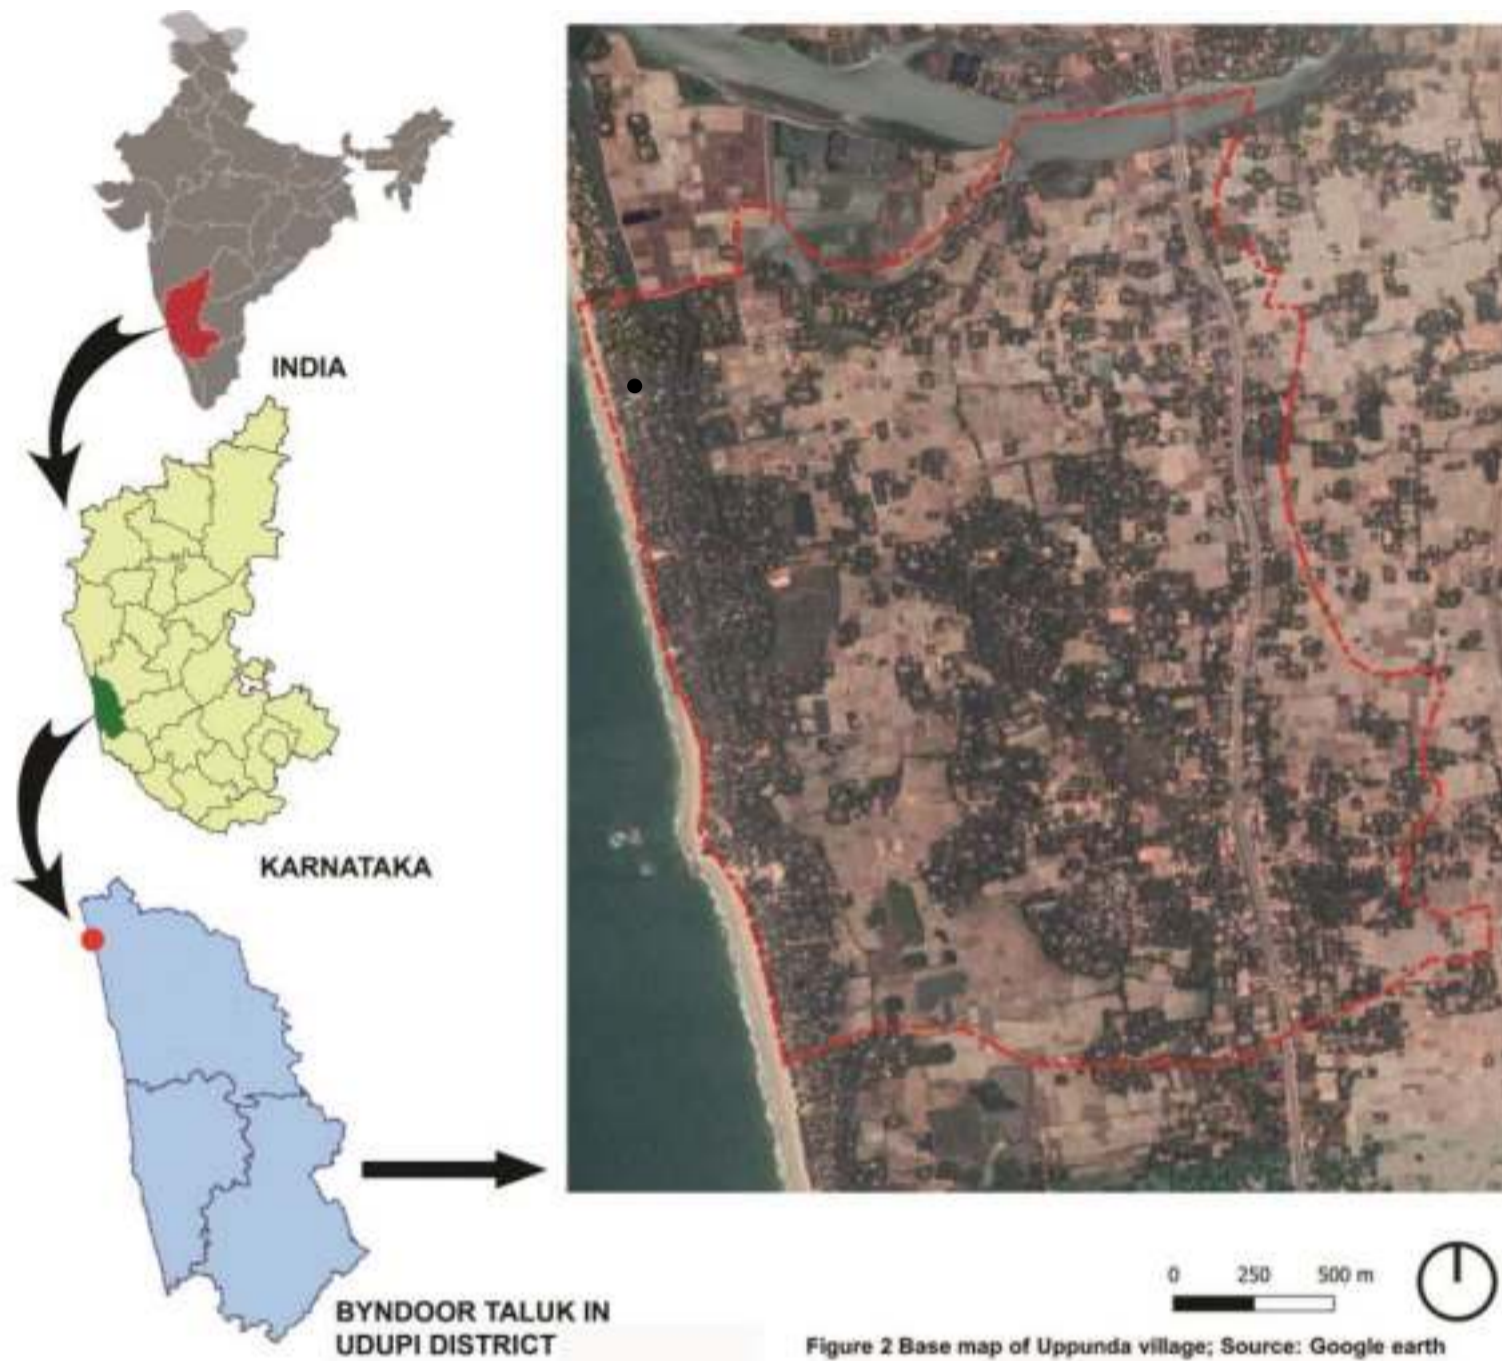 INDIA
KARNATAKA
BYNDOOR TALUK IN
UDUPI DISTRICT
0 250 500 m
Figure 2 Base map of Uppunda village; Source: Google earth